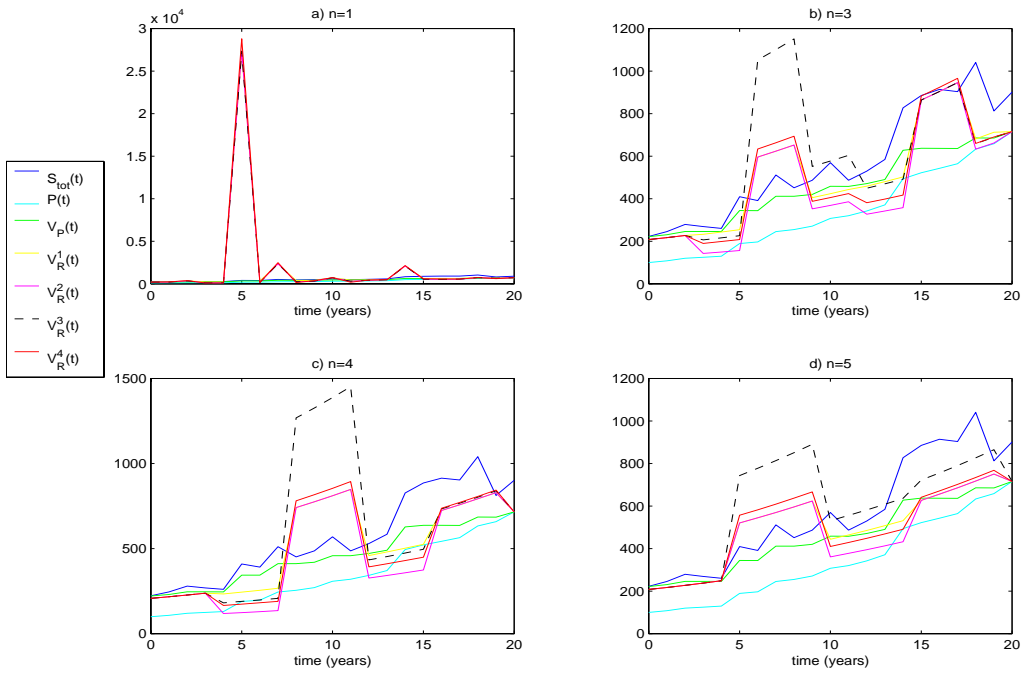 a) n=1
x 10^4
3
2.5
2
1.5
1
0.5
0
0 5 10 15 20
time (years)
b) n=3
1200
1000
800
600
400
200
0
0 5 10 15 20
time (years)
S_tot(t)
P(t)
V_P(t)
V_R^1(t)
V_R^2(t)
V_R^3(t)
V_R^4(t)
c) n=4
1500
1000
500
0
0 5 10 15 20
time (years)
d) n=5
1200
1000
800
600
400
200
0
0 5 10 15 20
time (years)